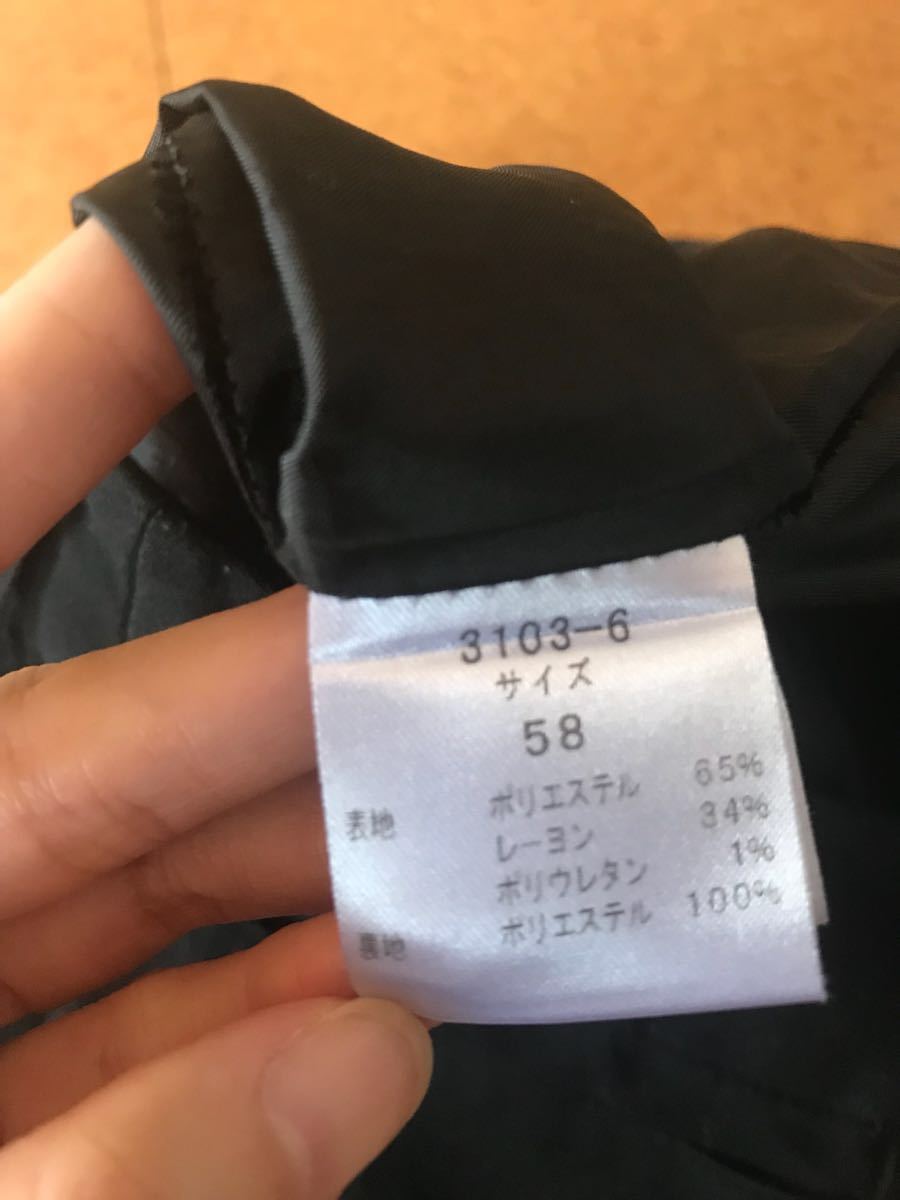 3103-6
サイズ
58
表地 ポリエステル 65%
レーヨン 34%
ポリウレタン 1%
裏地 ポリエステル 100%